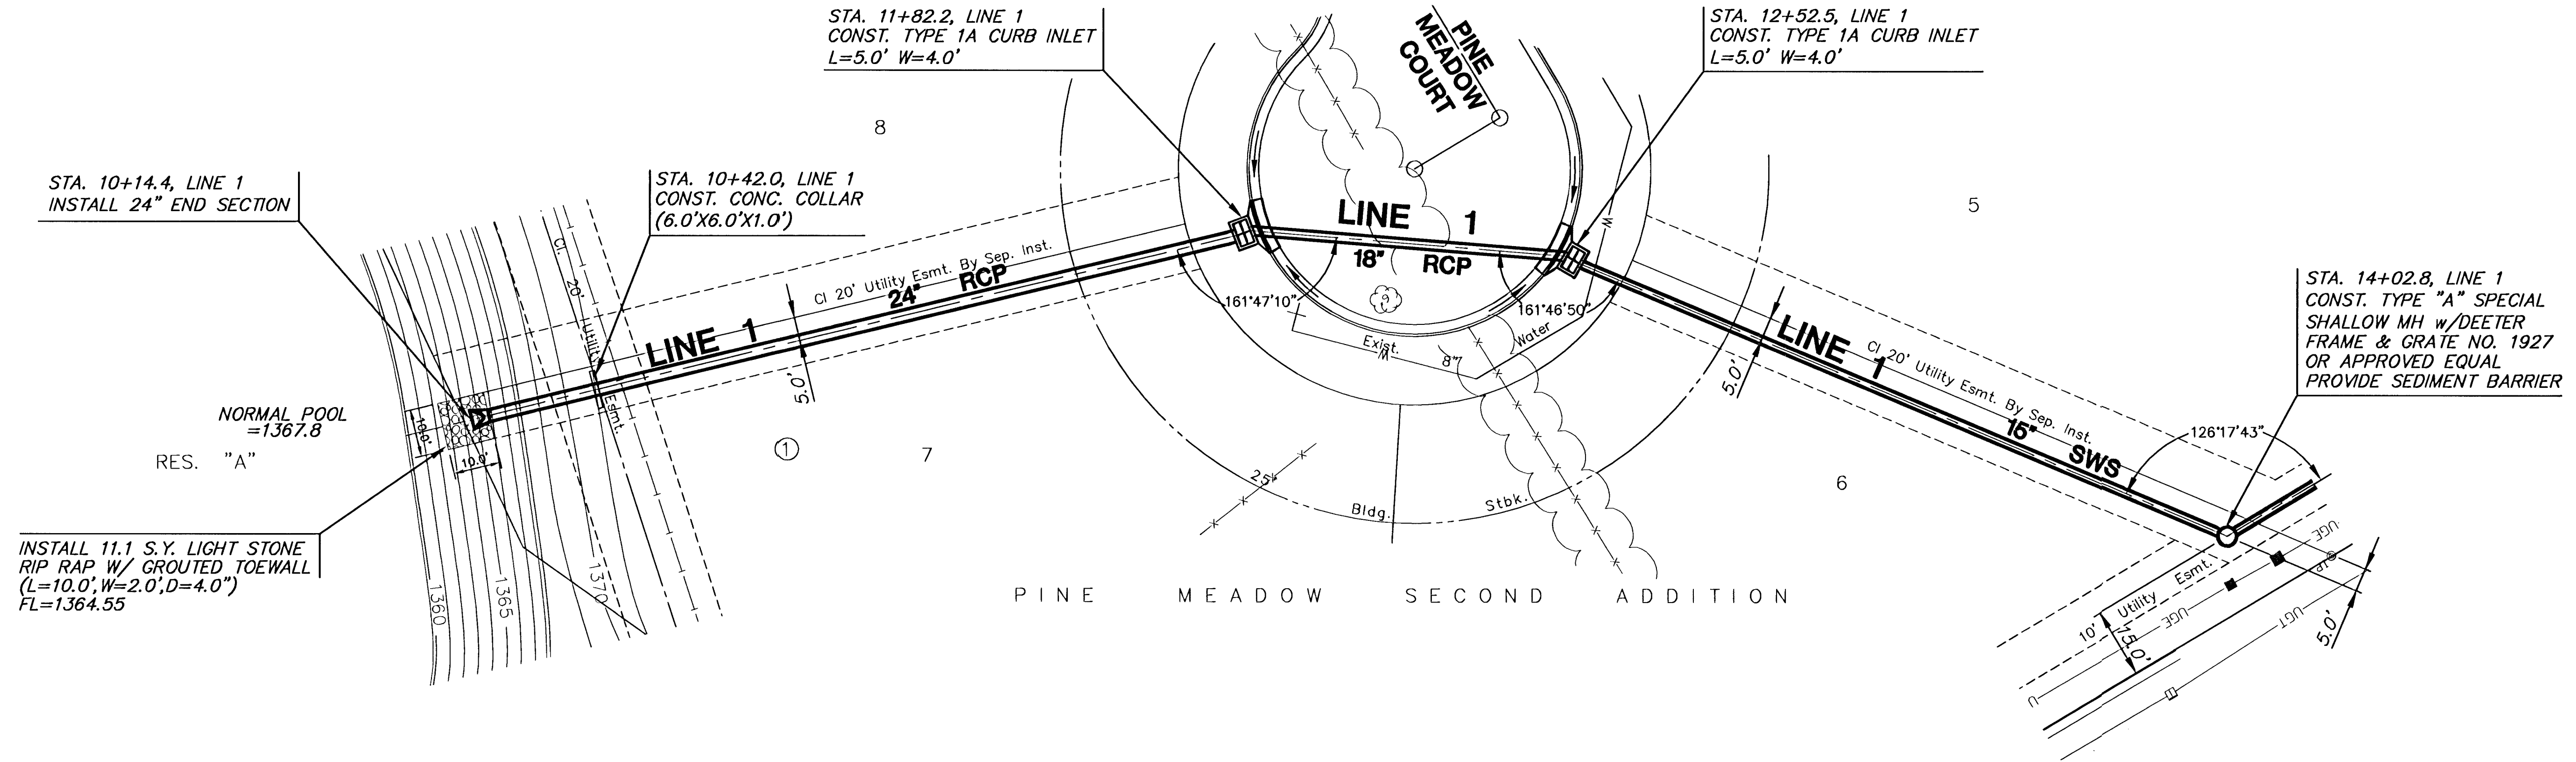 STA. 11+82.2, LINE 1
CONST. TYPE 1A CURB INLET
L=5.0' W=4.0'
STA. 12+52.5, LINE 1
CONST. TYPE 1A CURB INLET
L=5.0' W=4.0'
PINE
MEADOW
COURT
8
5
STA. 10+14.4, LINE 1
INSTALL 24" END SECTION
STA. 10+42.0, LINE 1
CONST. CONC. COLLAR
(6.0'X6.0'X1.0')
Cl. 20' Utility Esmt.
Cl 20' Utility Esmt. By Sep. Inst.
24" RCP
LINE 1
5.0'
LINE 1
18" RCP
W
161°47'10"
161°46'50"
Exist. 8" Water
W
LINE 1
Cl 20' Utility Esmt. By Sep. Inst.
15" SWS
5.0'
126°17'43"
STA. 14+02.8, LINE 1
CONST. TYPE "A" SPECIAL
SHALLOW MH w/DEETER
FRAME & GRATE NO. 1927
OR APPROVED EQUAL
PROVIDE SEDIMENT BARRIER
NORMAL POOL
=1367.8
RES. "A"
10.0'
10.0'
1
7
6
25'
Bldg. Stbk.
INSTALL 11.1 S.Y. LIGHT STONE
RIP RAP W/ GROUTED TOEWALL
(L=10.0',W=2.0',D=4.0")
FL=1364.55
1360
1365
1370
PINE MEADOW SECOND ADDITION
UGE
10' Utility Esmt.
15.0'
UGE
UGT
5.0'
U